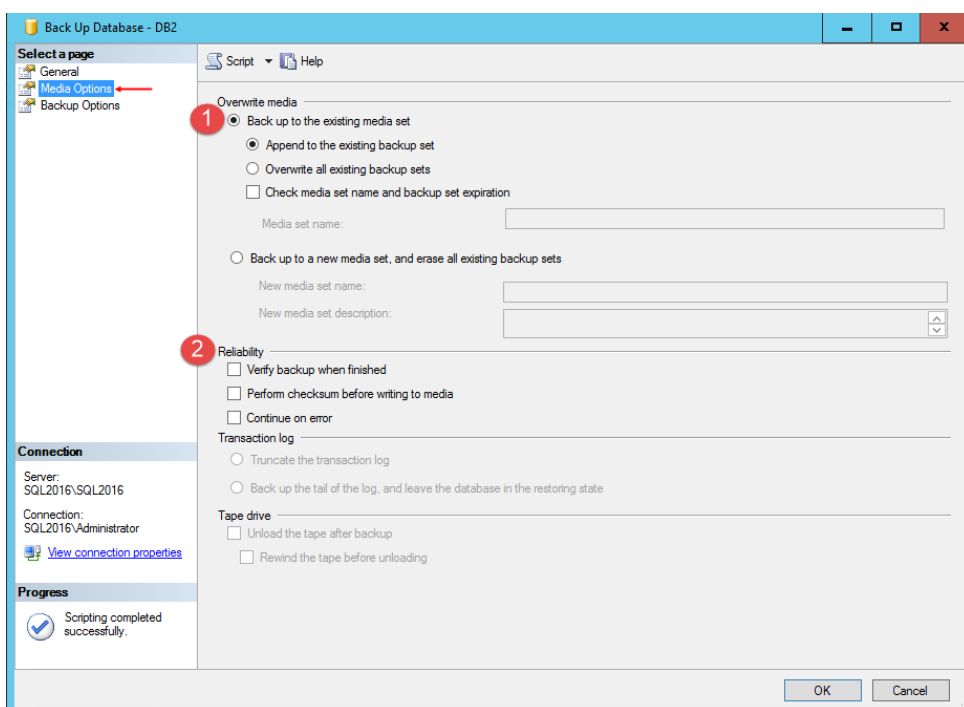 Back Up Database - DB2
Select a page
General
Media Options
Backup Options
Script
Help
Overwrite media
1
Back up to the existing media set
Append to the existing backup set
Overwrite all existing backup sets
Check media set name and backup set expiration
Media set name:
Back up to a new media set, and erase all existing backup sets
New media set name:
New media set description:
2
Reliability
Verify backup when finished
Perform checksum before writing to media
Continue on error
Transaction log
Truncate the transaction log
Back up the tail of the log, and leave the database in the restoring state
Tape drive
Unload the tape after backup
Rewind the tape before unloading
Connection
Server:
SQL2016\SQL2016
Connection:
SQL2016\Administrator
View connection properties
Progress
Scripting completed
successfully.
OK
Cancel